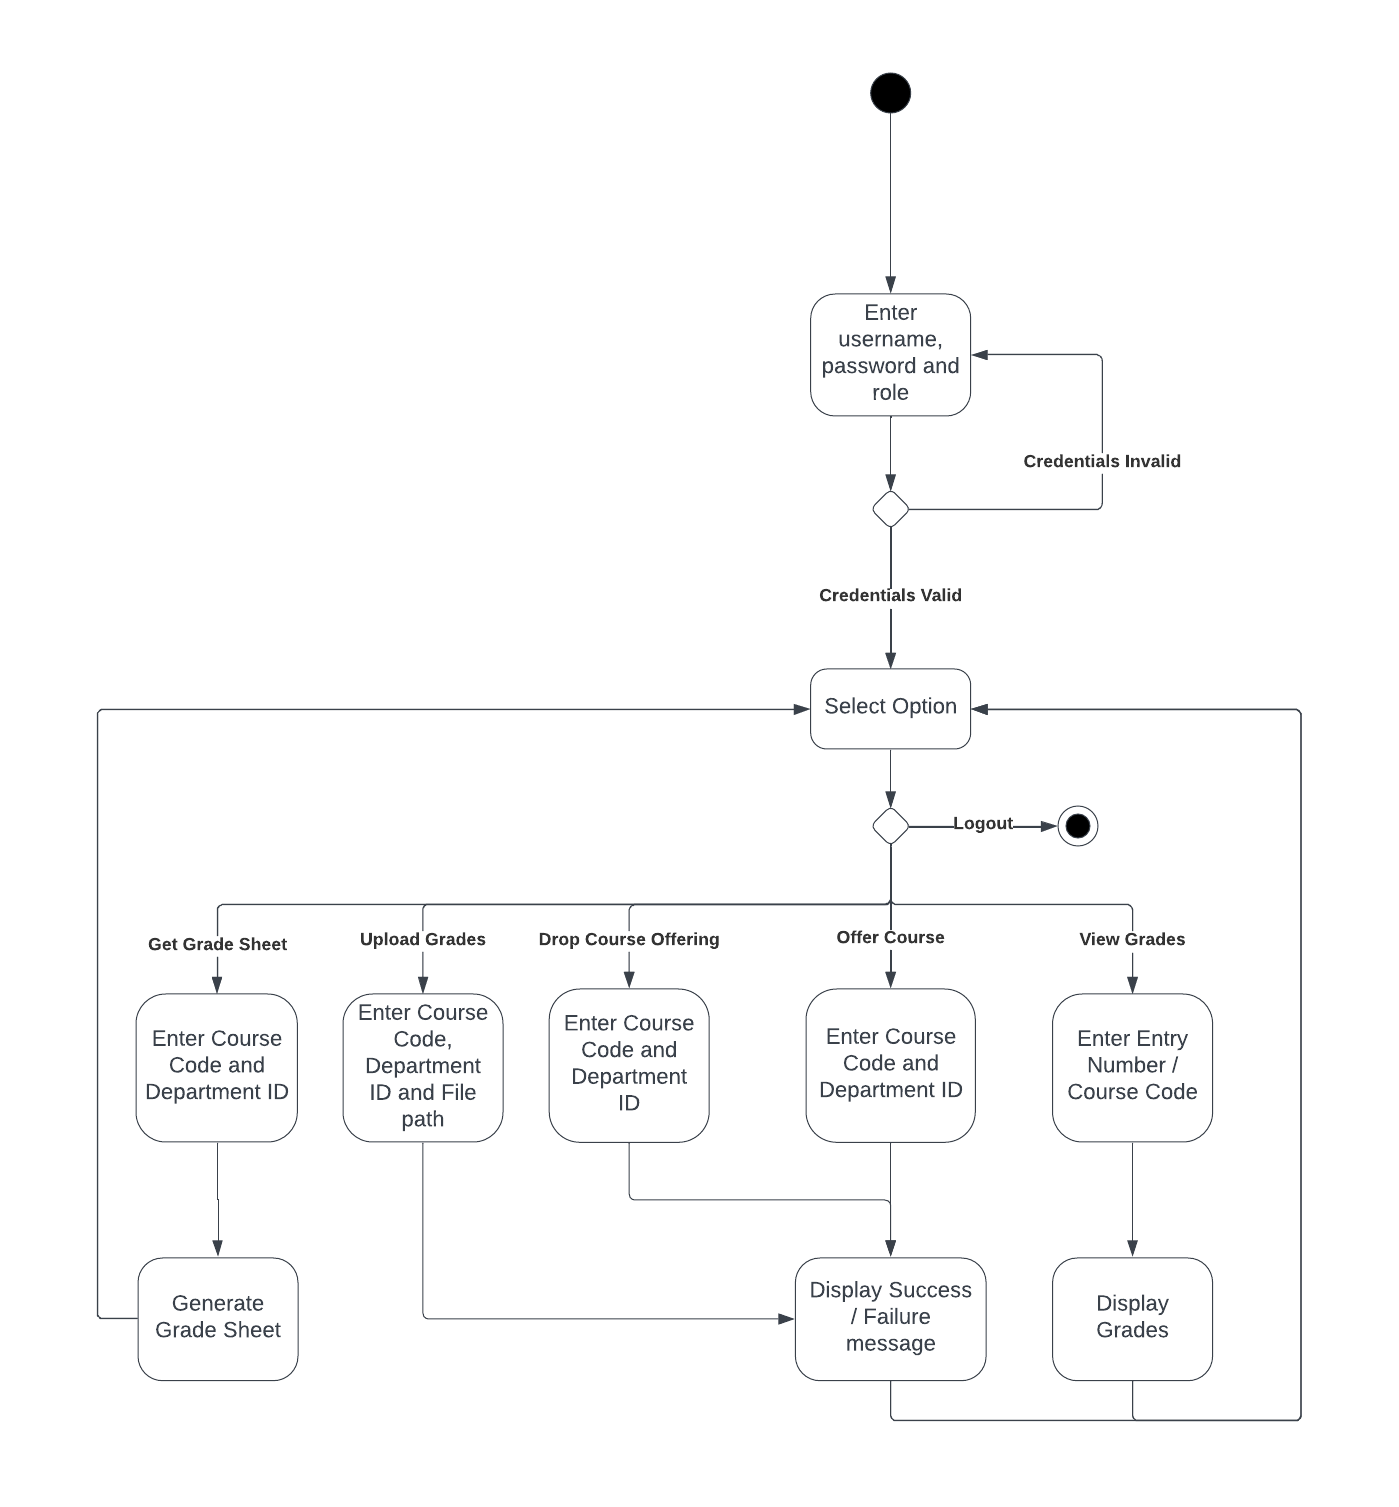 Enter
username,
password and
role
Credentials Invalid
Credentials Valid
Select Option
Logout
Get Grade Sheet
Upload Grades
Drop Course Offering
Offer Course
View Grades
Enter Course
Code and
Department ID
Enter Course
Code,
Department
ID and File
path
Enter Course
Code and
Department
ID
Enter Course
Code and
Department ID
Enter Entry
Number /
Course Code
Generate
Grade Sheet
Display Success
/ Failure
message
Display
Grades